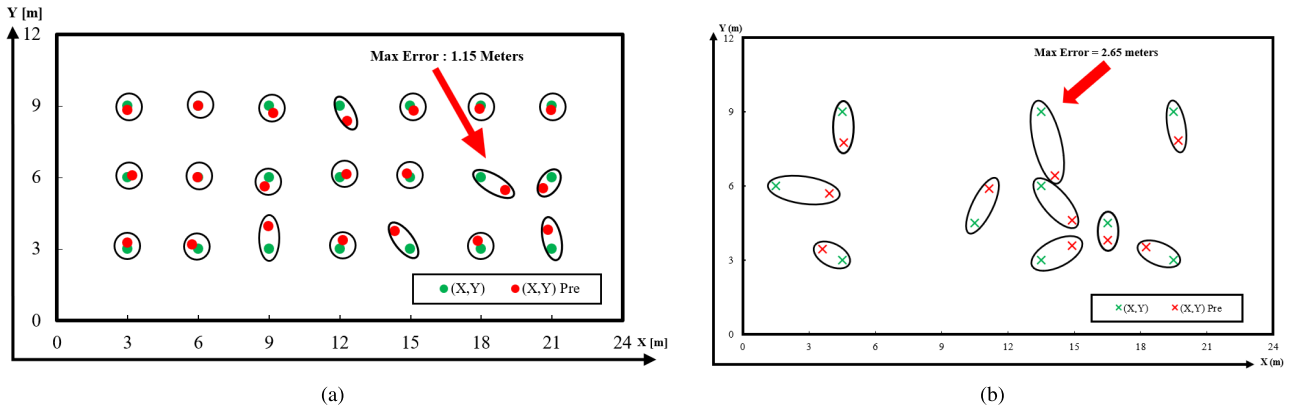 Y [m]
12
9
6
3
0
0 3 6 9 12 15 18 21 24
X [m]
Max Error : 1.15 Meters
(X,Y) (X,Y) Pre
(a)
Y (m)
12
9
6
3
0
0 3 6 9 12 15 18 21 24
X (m)
Max Error = 2.65 meters
(X,Y) (X,Y) Pre
(b)